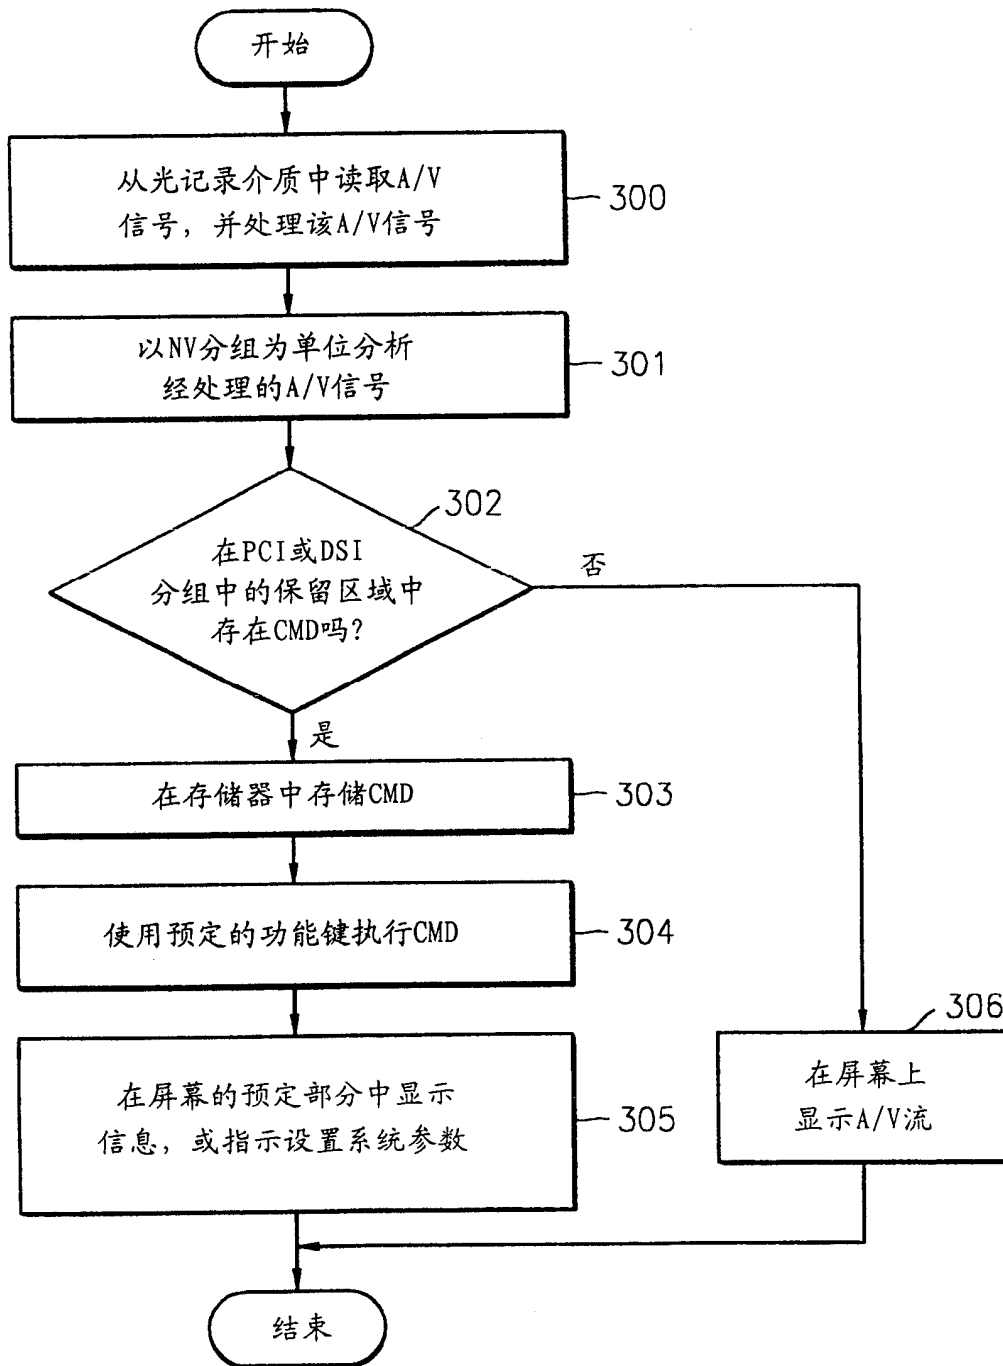 开始
从光记录介质中读取A/V
信号，并处理该A/V信号
300
以NV分组为单位分析
经处理的A/V信号
301
302
在PCI或DSI
分组中的保留区域中
存在CMD吗？
否
是
在存储器中存储CMD
303
使用预定的功能键执行CMD
304
在屏幕的预定部分中显示
信息，或指示设置系统参数
305
306
在屏幕上
显示A/V流
结束